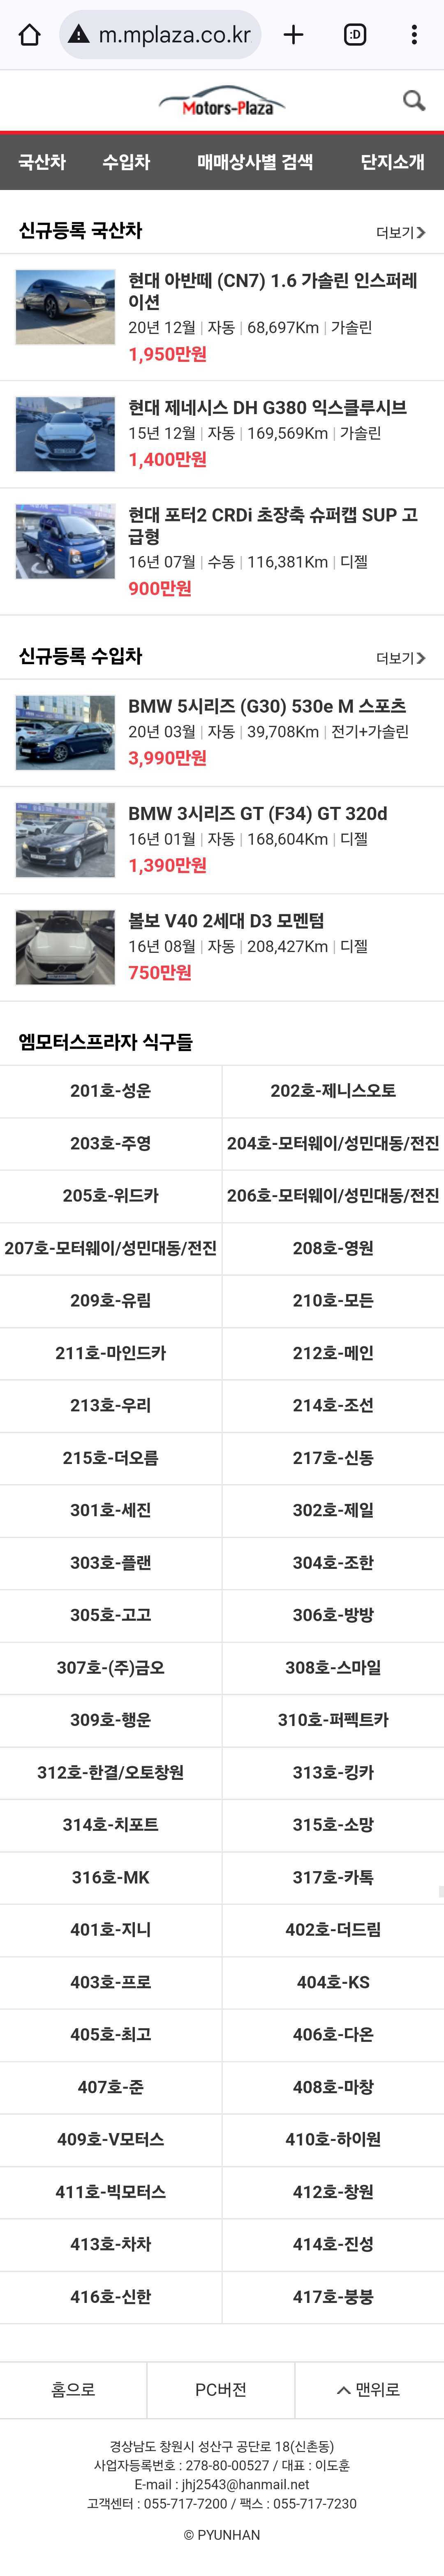 m.mplaza.co.kr
:D
Motors-Plaza
국산차 수입차 매매상사별 검색 단지소개
신규등록 국산차 더보기
현대 아반떼 (CN7) 1.6 가솔린 인스퍼레
이션
20년 12월 | 자동 | 68,697Km | 가솔린
1,950만원
현대 제네시스 DH G380 익스클루시브
15년 12월 | 자동 | 169,569Km | 가솔린
1,400만원
현대 포터2 CRDi 초장축 슈퍼캡 SUP 고
급형
16년 07월 | 수동 | 116,381Km | 디젤
900만원
신규등록 수입차 더보기
BMW 5시리즈 (G30) 530e M 스포츠
20년 03월 | 자동 | 39,708Km | 전기+가솔린
3,990만원
BMW 3시리즈 GT (F34) GT 320d
16년 01월 | 자동 | 168,604Km | 디젤
1,390만원
볼보 V40 2세대 D3 모멘텀
16년 08월 | 자동 | 208,427Km | 디젤
750만원
엠모터스프라자 식구들
201호-성운 202호-제니스오토
203호-주영 204호-모터웨이/성민대동/전진
205호-위드카 206호-모터웨이/성민대동/전진
207호-모터웨이/성민대동/전진 208호-영원
209호-유림 210호-모든
211호-마인드카 212호-메인
213호-우리 214호-조선
215호-더오름 217호-신동
301호-세진 302호-제일
303호-플랜 304호-조한
305호-고고 306호-방방
307호-(주)금오 308호-스마일
309호-행운 310호-퍼펙트카
312호-한결/오토창원 313호-킹카
314호-치포트 315호-소망
316호-MK 317호-카톡
401호-지니 402호-더드림
403호-프로 404호-KS
405호-최고 406호-다온
407호-준 408호-마창
409호-V모터스 410호-하이원
411호-빅모터스 412호-창원
413호-차차 414호-진성
416호-신한 417호-붕붕
홈으로 PC버전 맨위로
경상남도 창원시 성산구 공단로 18(신촌동)
사업자등록번호 : 278-80-00527 / 대표 : 이도훈
E-mail : jhj2543@hanmail.net
고객센터 : 055-717-7200 / 팩스 : 055-717-7230
© PYUNHAN